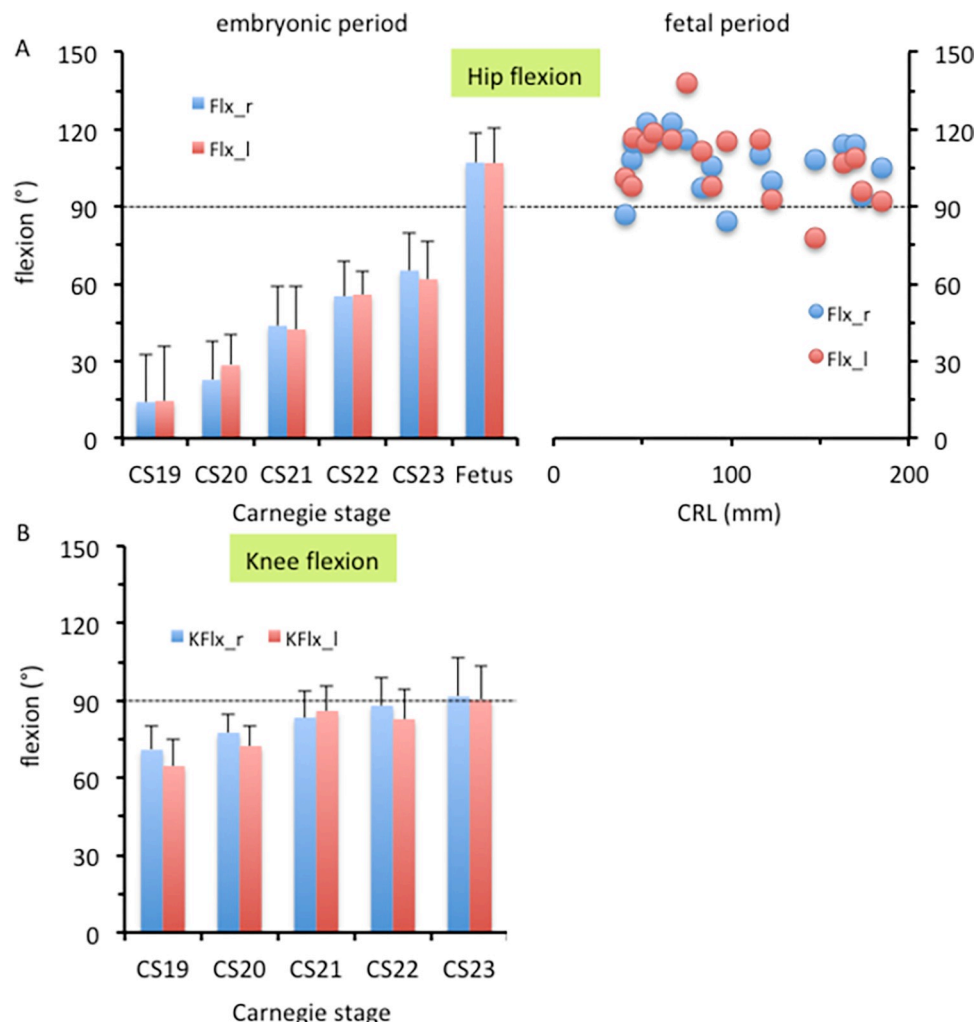 embryonic period
fetal period
A
150
120
90
60
30
0
flexion (°)
Hip flexion
Flx_r
Flx_l
CS19 CS20 CS21 CS22 CS23 Fetus
Carnegie stage
150
120
90
60
30
0
Flx_r
Flx_l
0 100 200
CRL (mm)
B
150
120
90
60
30
0
flexion (°)
Knee flexion
KFlx_r KFlx_l
CS19 CS20 CS21 CS22 CS23
Carnegie stage